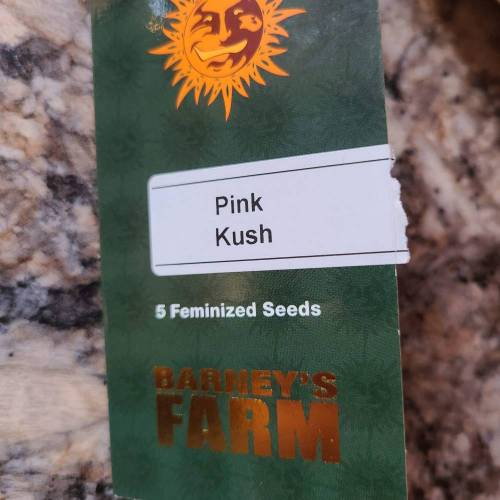 Pink
Kush
5 Feminized Seeds
BARNEY'S
FARM